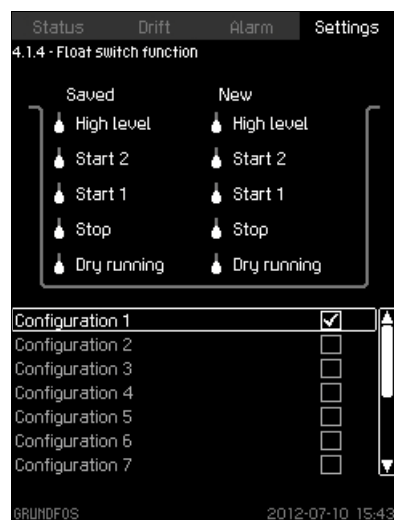 Status Drift Alarm Settings
4.1.4 - Float switch function
Saved New
High level High level
Start 2 Start 2
Start 1 Start 1
Stop Stop
Dry running Dry running
Configuration 1
Configuration 2
Configuration 3
Configuration 4
Configuration 5
Configuration 6
Configuration 7
GRUNDFOS 2012-07-10 15:43